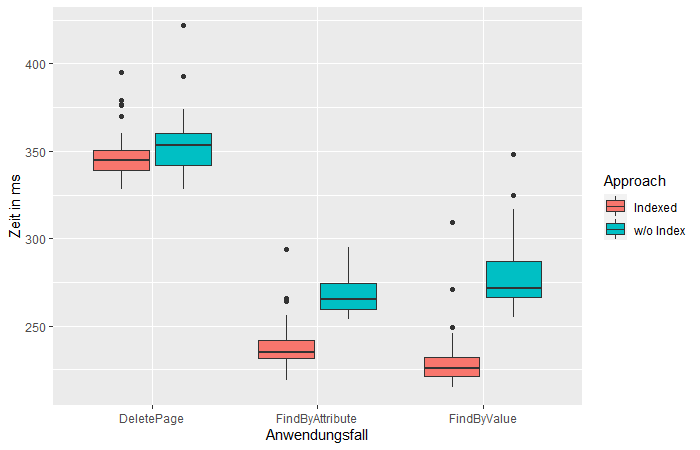 400
350
300
250
Zeit in ms
DeletePage
FindByAttribute
FindByValue
Anwendungsfall
Approach
Indexed
w/o Index